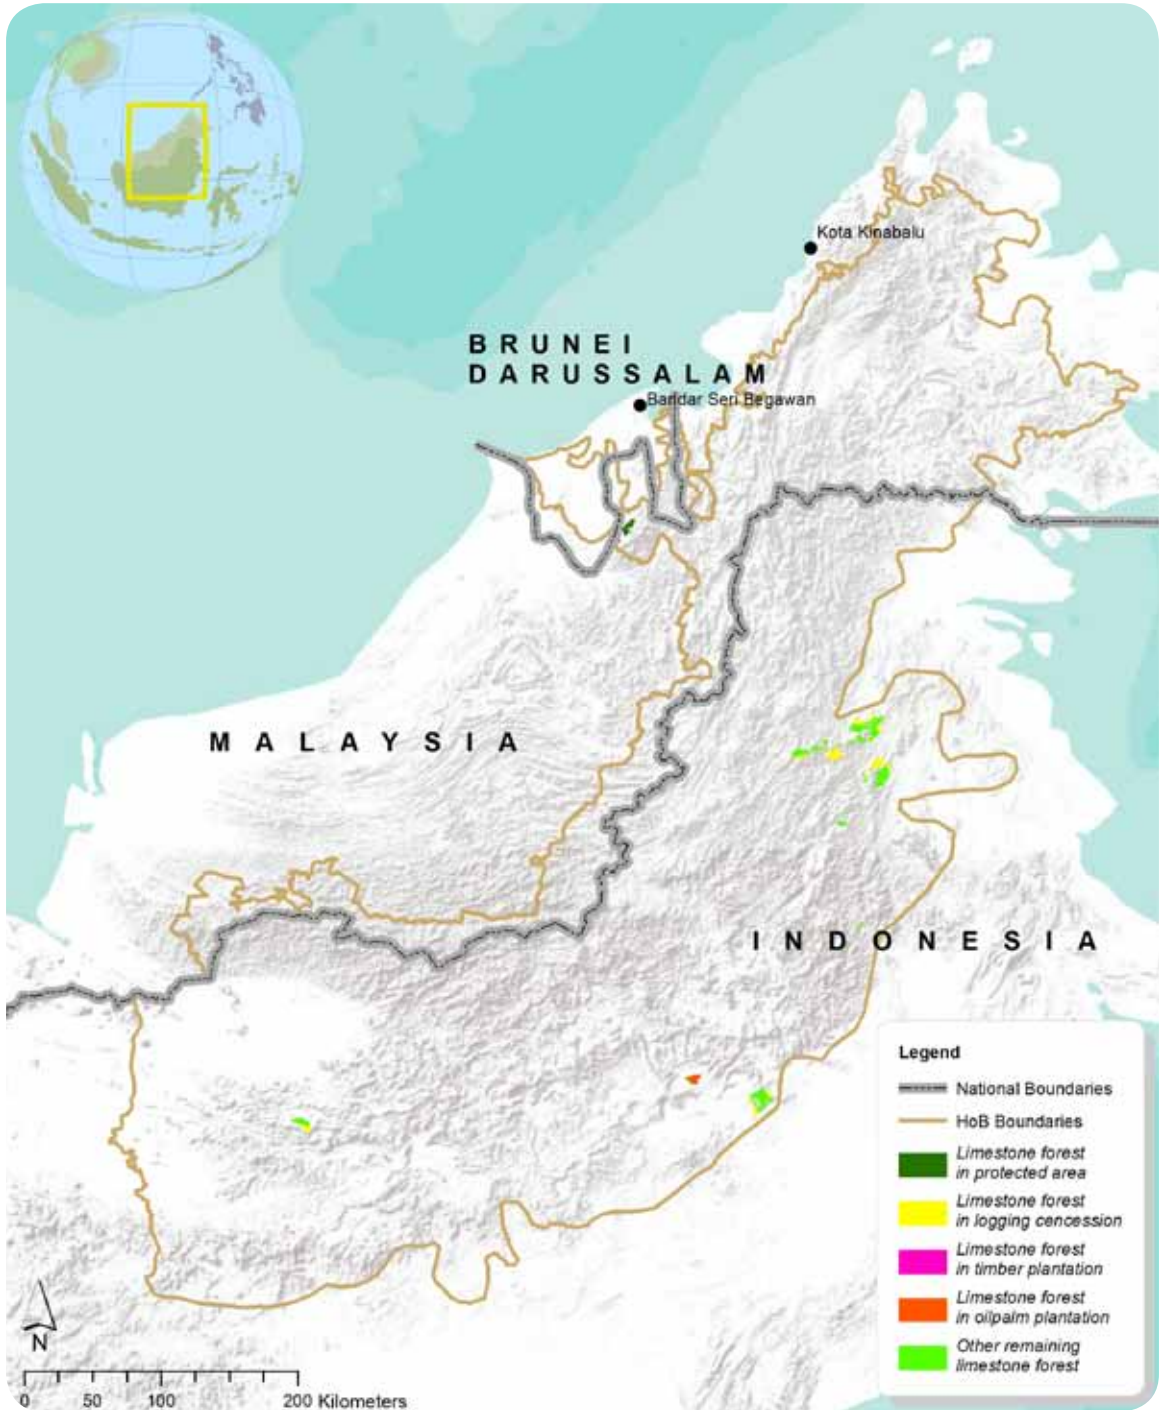 Kota Kinabalu
BRUNEI
DARUSSALAM
Bandar Seri Begawan
MALAYSIA
INDONESIA
Legend
National Boundaries
HoB Boundaries
Limestone forest
in protected area
Limestone forest
in logging cencession
Limestone forest
in timber plantation
Limestone forest
in oilpalm plantation
Other remaining
limestone forest
N
0 50 100 200 Kilometers